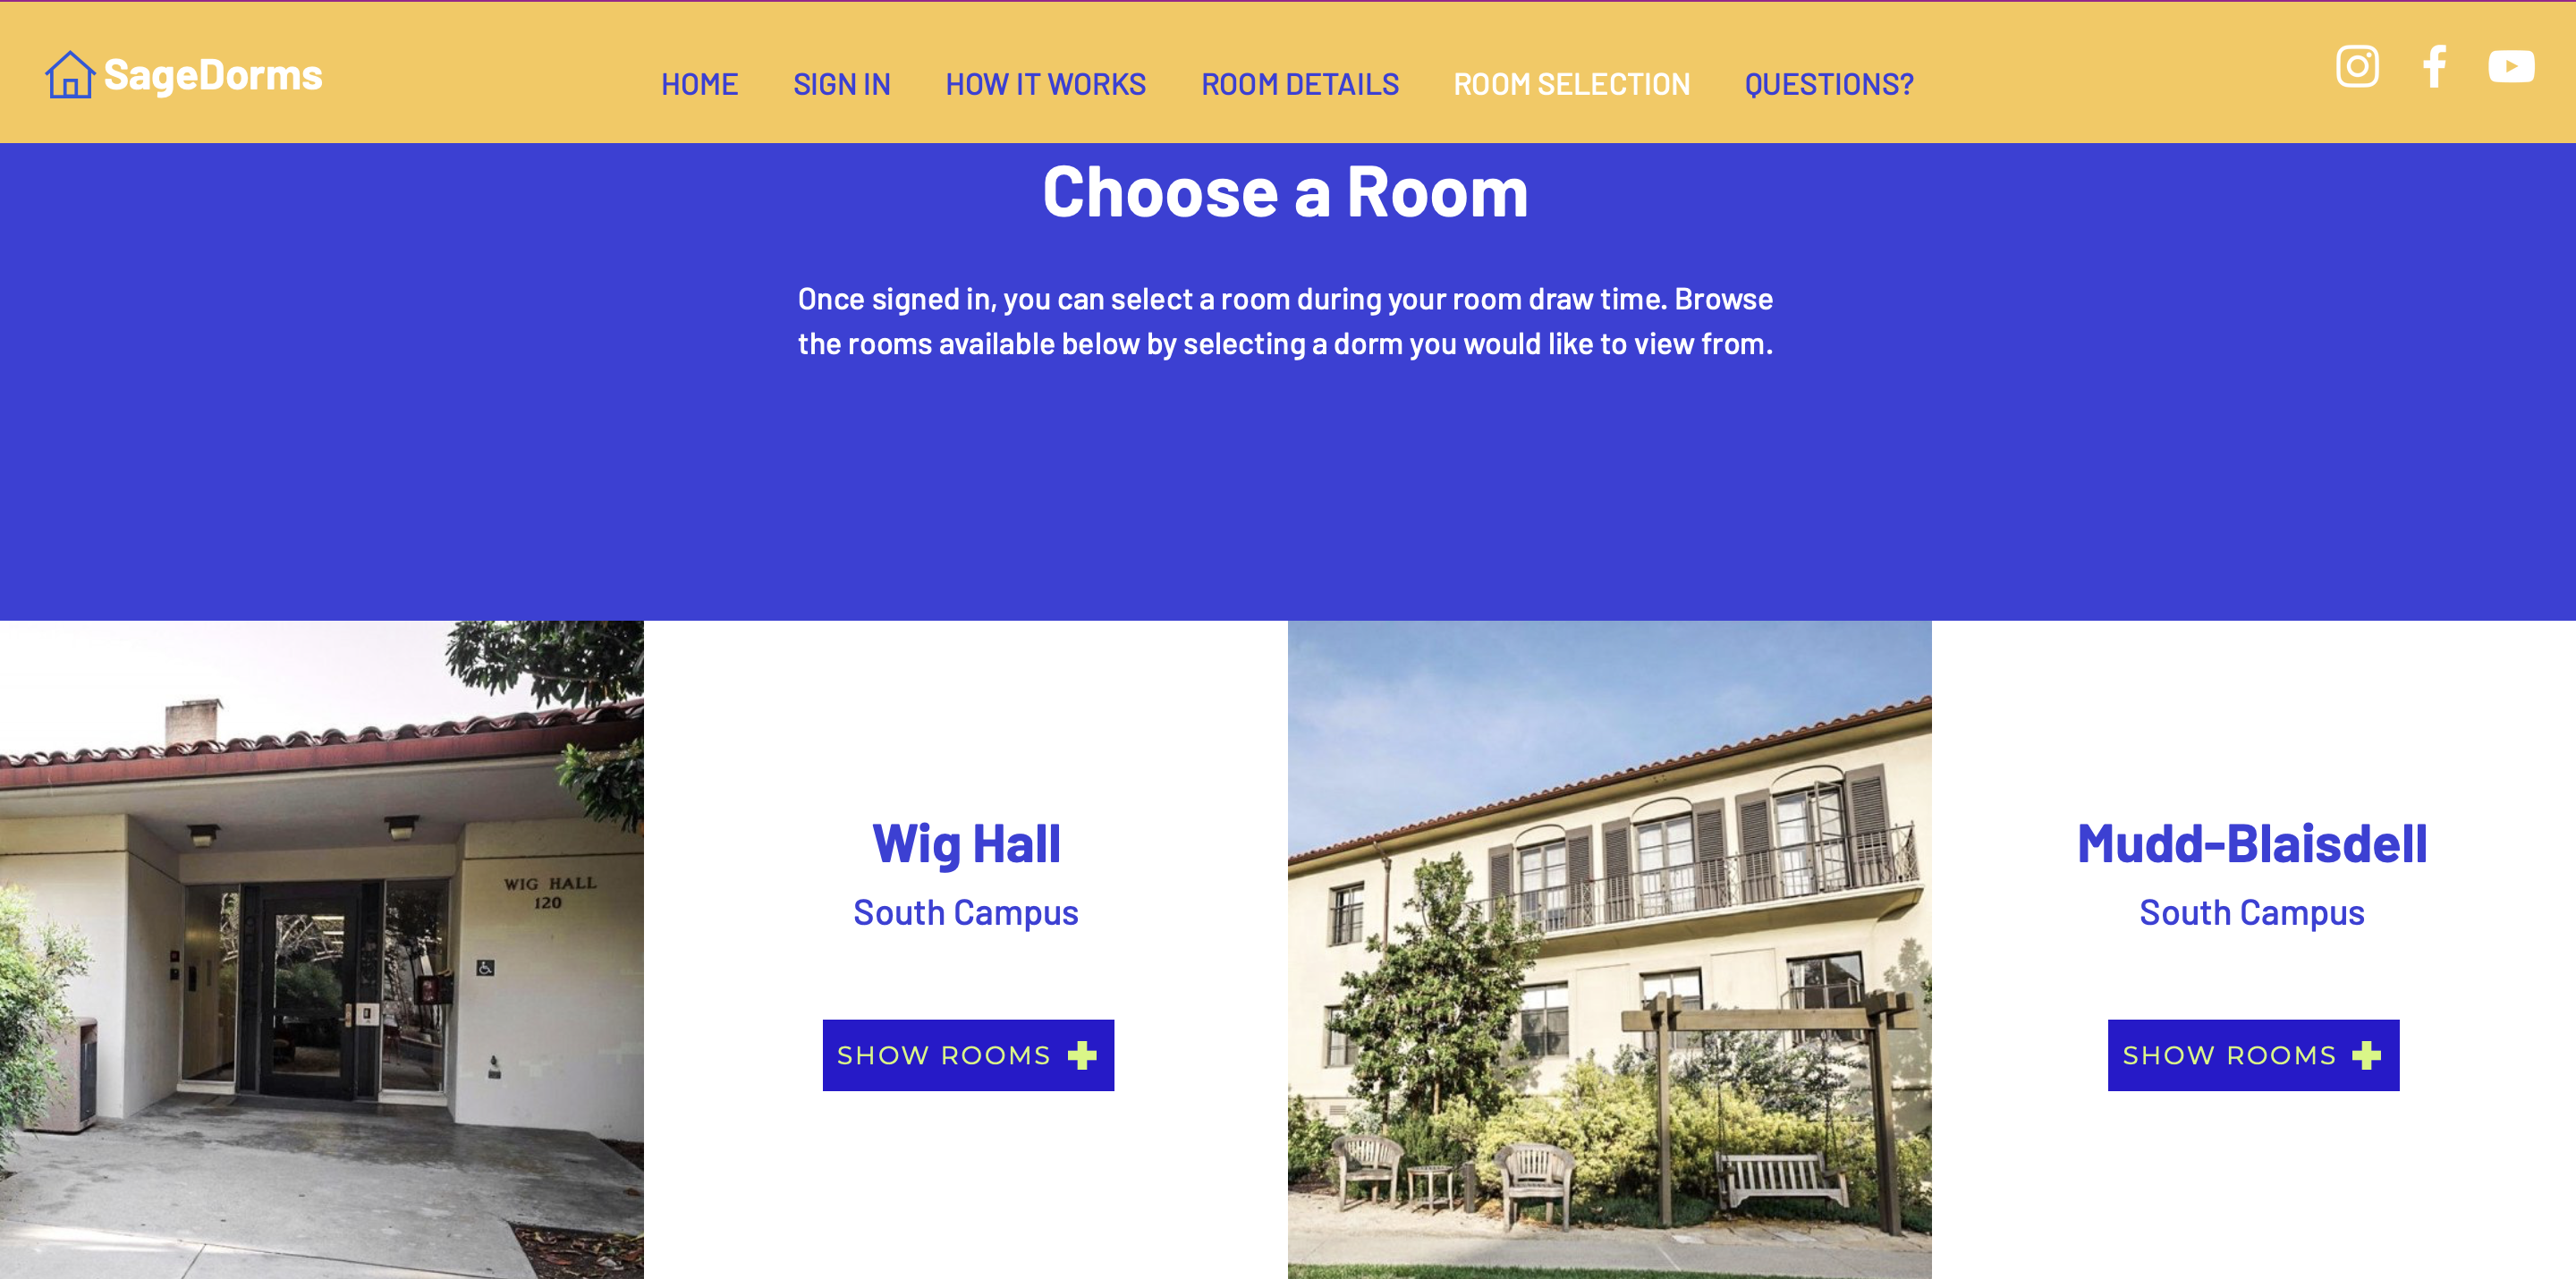 SageDorms
HOME SIGN IN HOW IT WORKS ROOM DETAILS ROOM SELECTION QUESTIONS?
Choose a Room
Once signed in, you can select a room during your room draw time. Browse
the rooms available below by selecting a dorm you would like to view from.
WIG HALL
120
Wig Hall
South Campus
SHOW ROOMS
Mudd-Blaisdell
South Campus
SHOW ROOMS